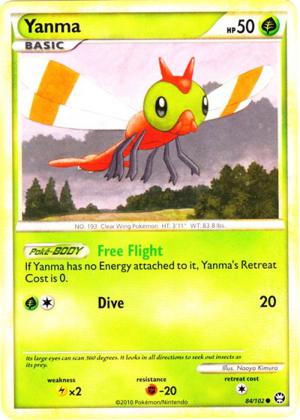 Yanma HP 50
BASIC
NO. 193 Clear Wing Pokémon HT. 3'11" WT. 83.8 lbs.
Poké-BODY Free Flight
If Yanma has no Energy attached to it, Yanma's Retreat
Cost is 0.
Dive 20
Its large eyes can scan 360 degrees. It looks in all directions to seek out insects as its
prey.
Illus. Naoyo Kimura
weakness resistance retreat cost
×2 -20
©2010 Pokémon/Nintendo 84/102